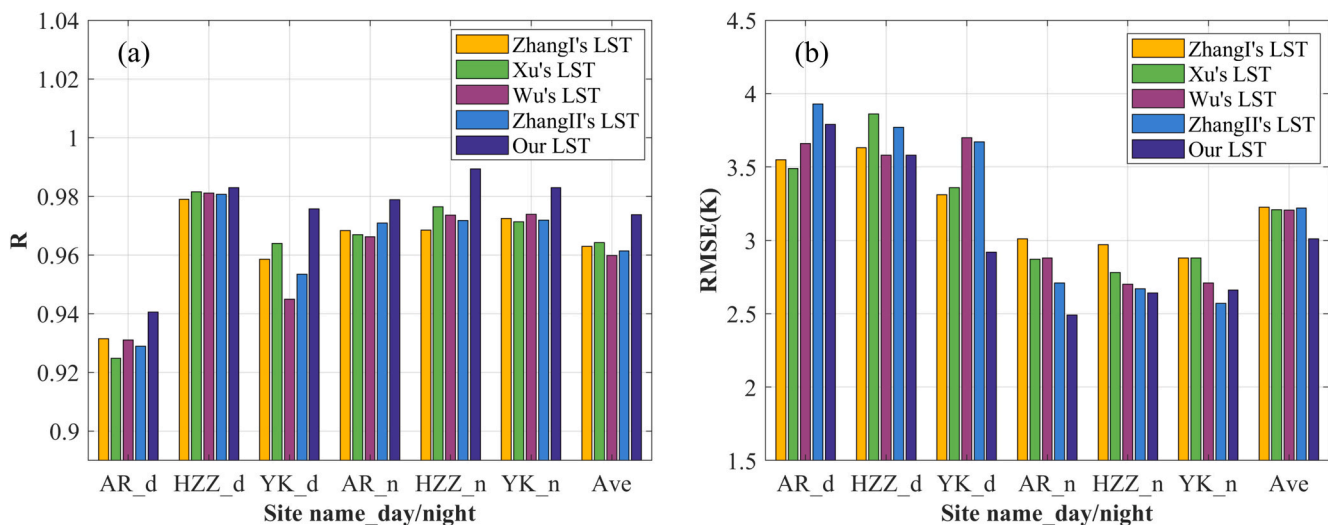 (a)
1.04
1.02
1
0.98
0.96
0.94
0.92
0.9
R
ZhangI's LST
Xu's LST
Wu's LST
ZhangII's LST
Our LST
AR_d
HZZ_d
YK_d
AR_n
HZZ_n
YK_n
Ave
Site name_day/night
(b)
4.5
4
3.5
3
2.5
2
1.5
RMSE(K)
ZhangI's LST
Xu's LST
Wu's LST
ZhangII's LST
Our LST
AR_d
HZZ_d
YK_d
AR_n
HZZ_n
YK_n
Ave
Site name_day/night